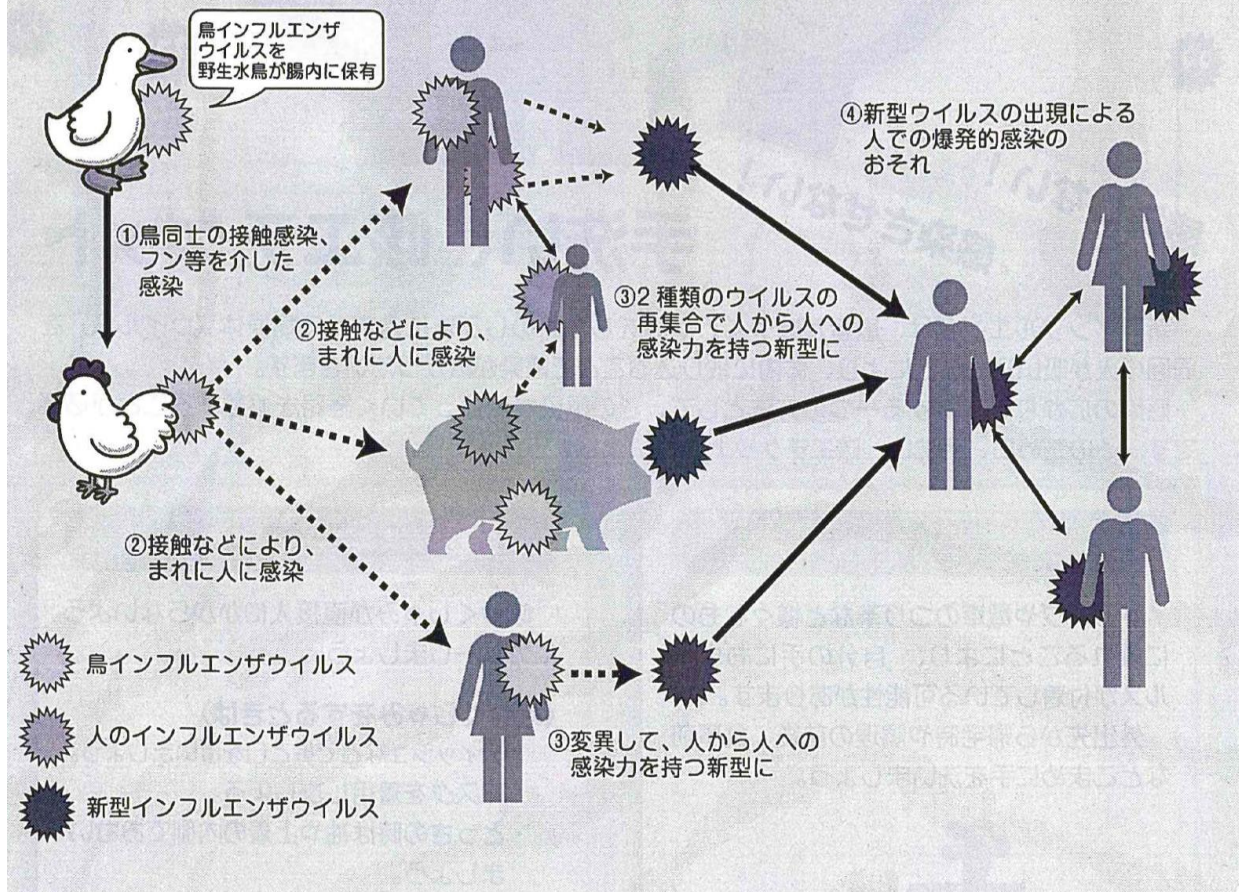 鳥インフルエンザ
ウイルスを
野生水鳥が腸内に保有
④新型ウイルスの出現による
人での爆発的感染の
おそれ
①鳥同士の接触感染、
フン等を介した
感染
③2種類のウイルスの
再集合で人から人への
感染力を持つ新型に
②接触などにより、
まれに人に感染
②接触などにより、
まれに人に感染
③変異して、人から人への
感染力を持つ新型に
鳥インフルエンザウイルス
人のインフルエンザウイルス
新型インフルエンザウイルス